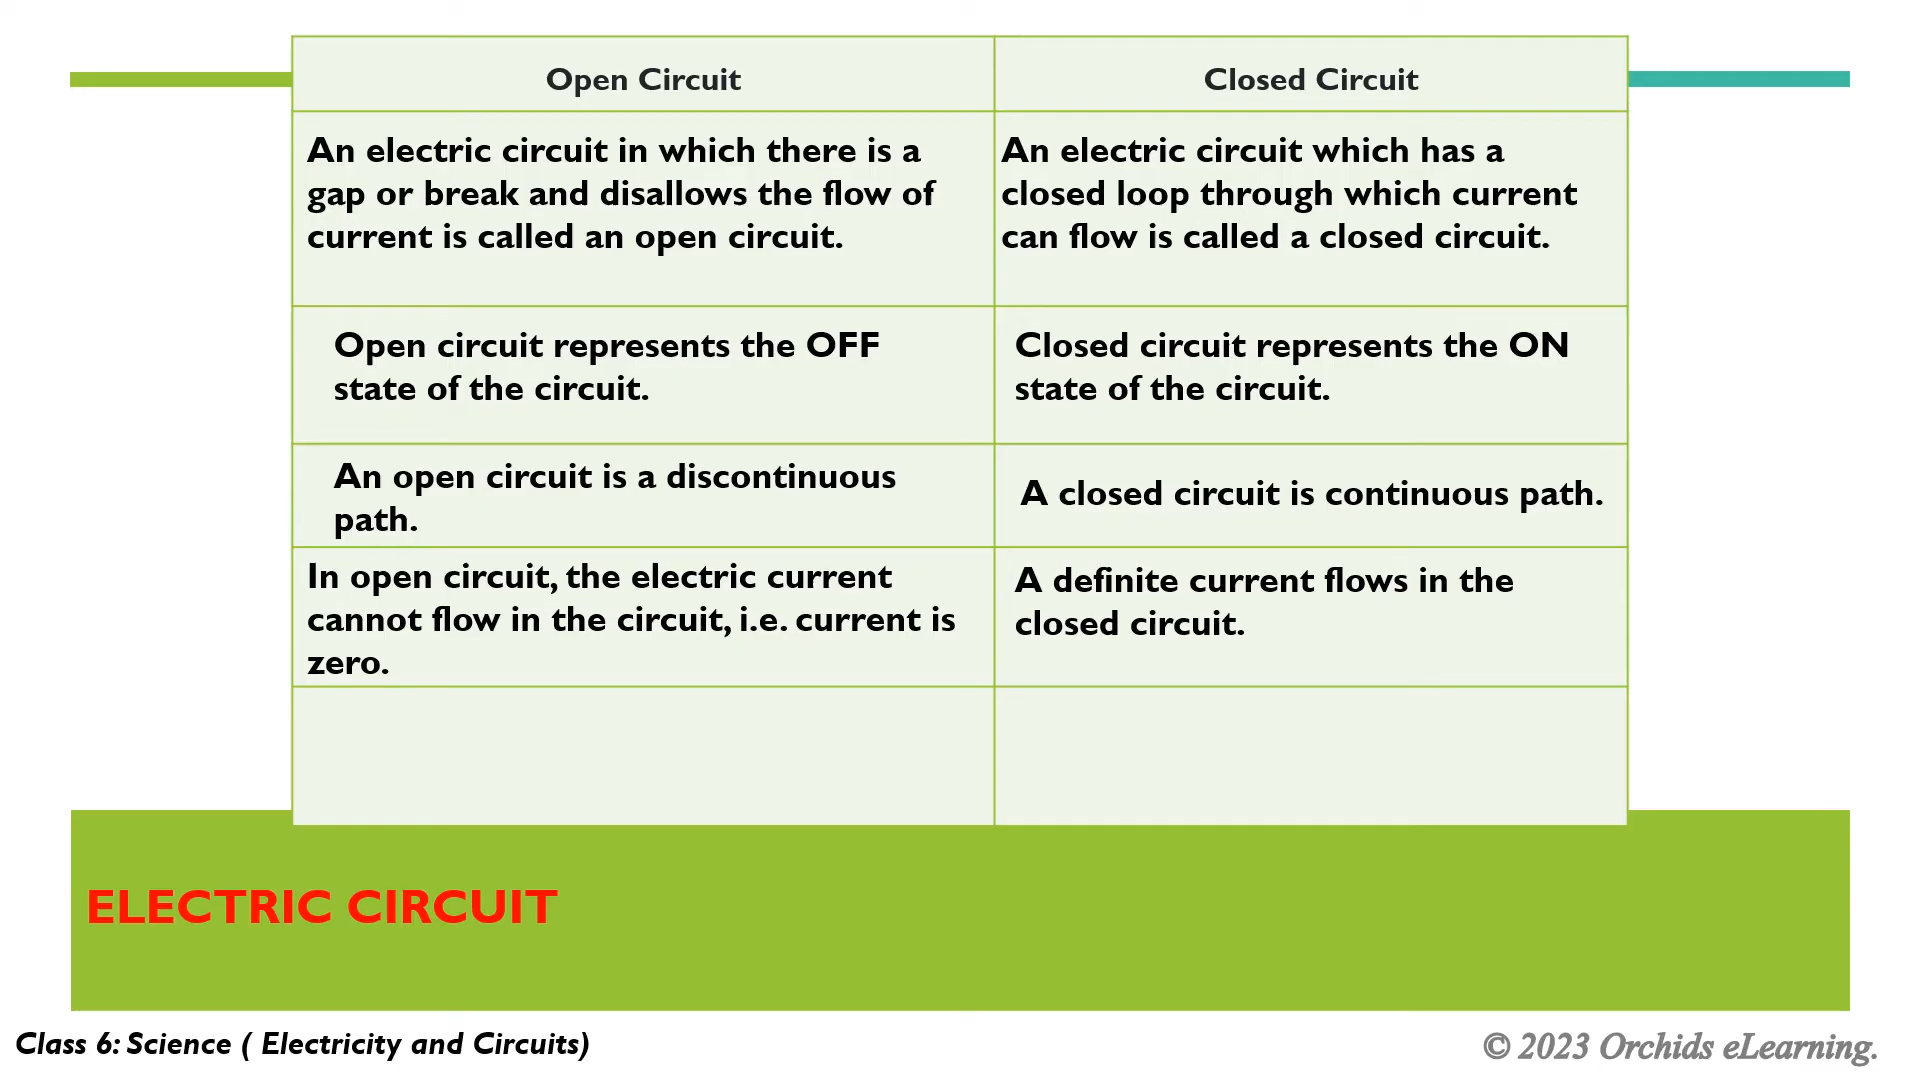 Open Circuit
Closed Circuit
An electric circuit in which there is a
gap or break and disallows the flow of
current is called an open circuit.
An electric circuit which has a
closed loop through which current
can flow is called a closed circuit.
Open circuit represents the OFF
state of the circuit.
Closed circuit represents the ON
state of the circuit.
An open circuit is a discontinuous
path.
A closed circuit is continuous path.
In open circuit, the electric current
cannot flow in the circuit, i.e. current is
zero.
A definite current flows in the
closed circuit.
ELECTRIC CIRCUIT
Class 6: Science ( Electricity and Circuits)
© 2023 Orchids eLearning.